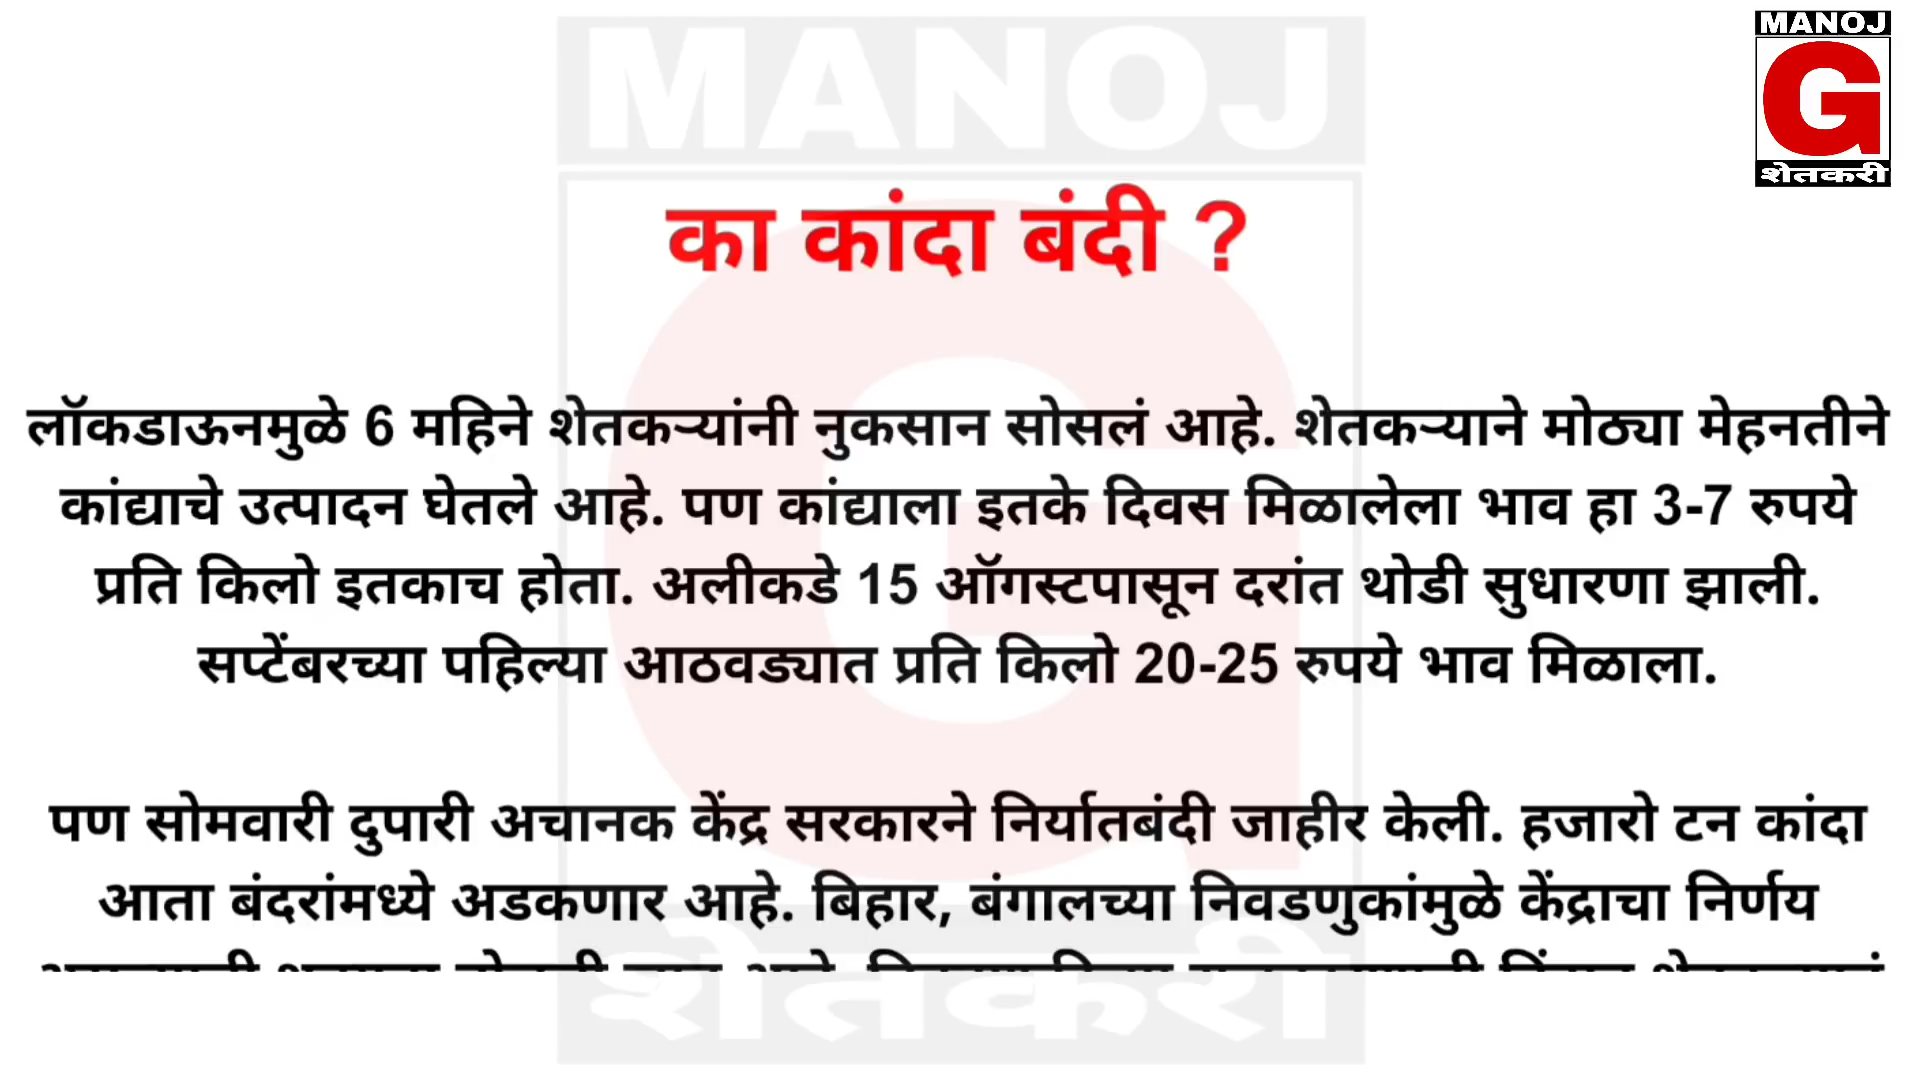 MANOJ
G
शेतकरी
का कांदा बंदी ?
लॉकडाऊनमुळे 6 महिने शेतकऱ्यांनी नुकसान सोसलं आहे. शेतकऱ्याने मोठ्या मेहनतीने
कांद्याचे उत्पादन घेतले आहे. पण कांद्याला इतके दिवस मिळालेला भाव हा 3-7 रुपये
प्रति किलो इतकाच होता. अलीकडे 15 ऑगस्टपासून दरांत थोडी सुधारणा झाली.
सप्टेंबरच्या पहिल्या आठवड्यात प्रति किलो 20-25 रुपये भाव मिळाला.
पण सोमवारी दुपारी अचानक केंद्र सरकारने निर्यातबंदी जाहीर केली. हजारो टन कांदा
आता बंदरांमध्ये अडकणार आहे. बिहार, बंगालच्या निवडणुकांमुळे केंद्राचा निर्णय
MANOJ
G
शेतकरी